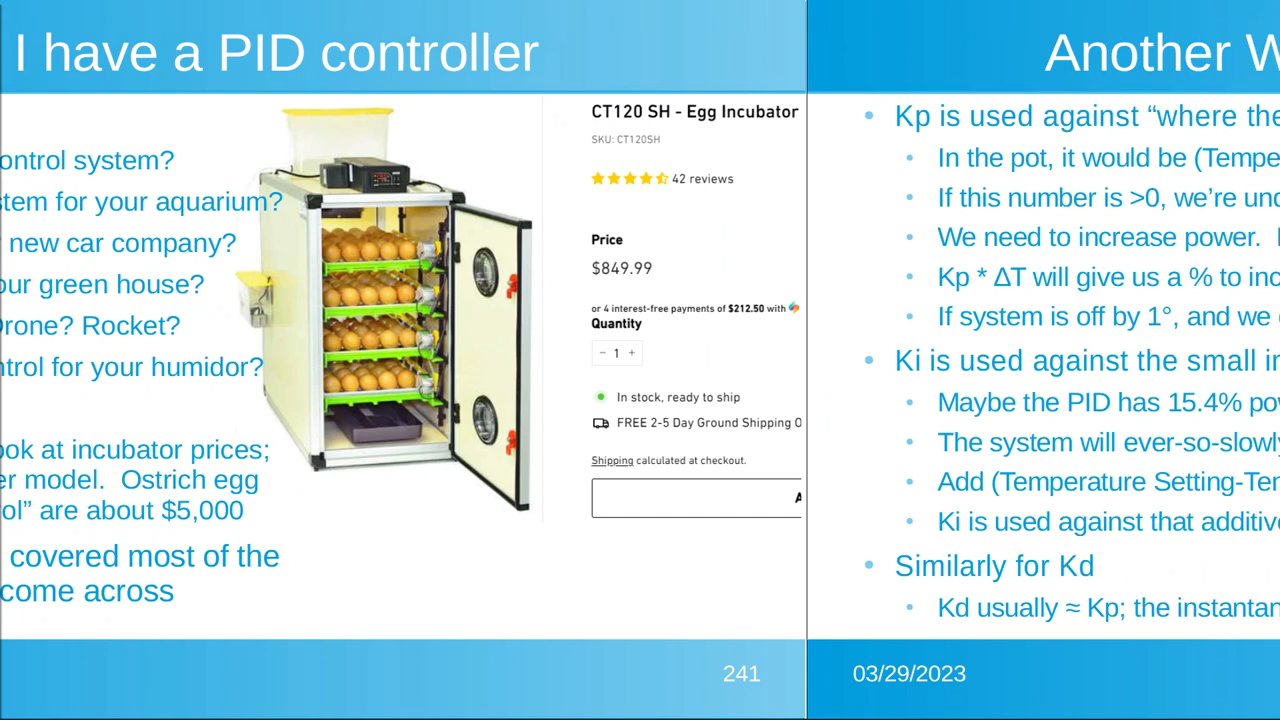 I have a PID controller
ontrol system?
stem for your aquarium?
new car company?
our green house?
Drone? Rocket?
ntrol for your humidor?
ook at incubator prices;
er model. Ostrich egg
rol” are about $5,000
covered most of the
come across
CT120 SH - Egg Incubator
SKU: CT120SH
42 reviews
Price
$849.99
or 4 interest-free payments of $212.50 with
Quantity
− 1 +
In stock, ready to ship
FREE 2-5 Day Ground Shipping O
Shipping calculated at checkout.
A
241
Another W
• Kp is used against “where the
• In the pot, it would be (Tempe
• If this number is >0, we’re und
• We need to increase power.
• Kp * ΔT will give us a % to inc
• If system is off by 1°, and we
• Ki is used against the small in
• Maybe the PID has 15.4% pow
• The system will ever-so-slowly
• Add (Temperature Setting-Tem
• Ki is used against that additive
• Similarly for Kd
• Kd usually ≈ Kp; the instantan
03/29/2023